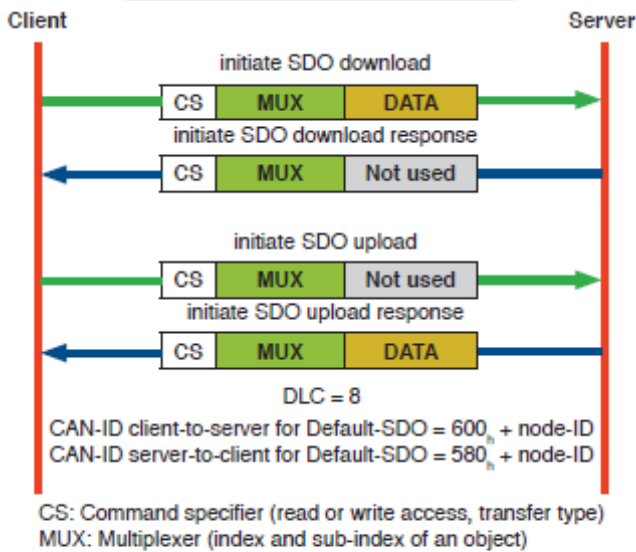 Client Server
initiate SDO download
CS MUX DATA
initiate SDO download response
CS MUX Not used
initiate SDO upload
CS MUX Not used
initiate SDO upload response
CS MUX DATA
DLC = 8
CAN-ID client-to-server for Default-SDO = 600h + node-ID
CAN-ID server-to-client for Default-SDO = 580h + node-ID
CS: Command specifier (read or write access, transfer type)
MUX: Multiplexer (index and sub-index of an object)